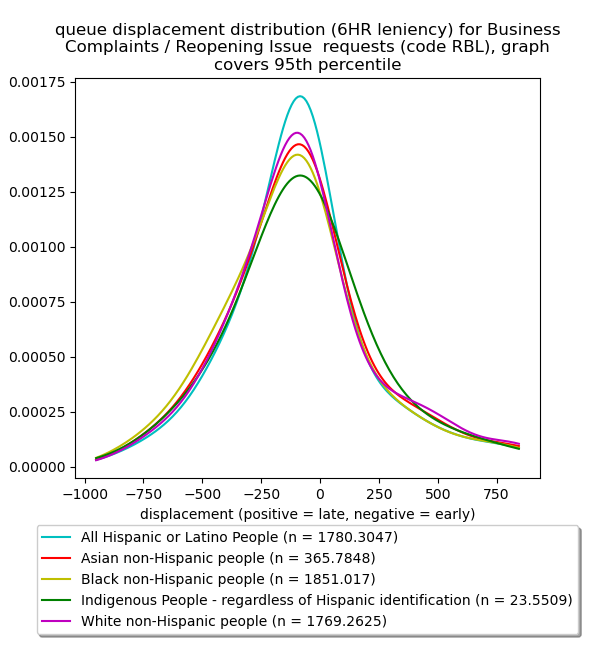 queue displacement distribution (6HR leniency) for Business
Complaints / Reopening Issue  requests (code RBL), graph
covers 95th percentile
0.00175
0.00150
0.00125
0.00100
0.00075
0.00050
0.00025
0.00000
−1000 −750 −500 −250 0 250 500 750
displacement (positive = late, negative = early)
All Hispanic or Latino People (n = 1780.3047)
Asian non-Hispanic people (n = 365.7848)
Black non-Hispanic people (n = 1851.017)
Indigenous People - regardless of Hispanic identification (n = 23.5509)
White non-Hispanic people (n = 1769.2625)